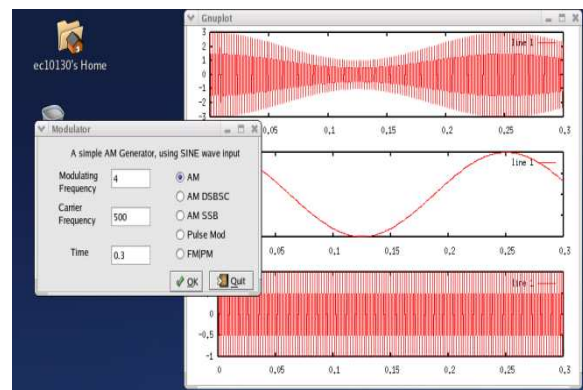 Gnuplot
line 1
3
2
1
0
-1
-2
-3
0.05 0.1 0.15 0.2 0.25 0.3
line 1
0.05 0.1 0.15 0.2 0.25 0.3
line 1
0
-0.5
-1
0 0.05 0.1 0.15 0.2 0.25 0.3
ec10130's Home
Modulator
A simple AM Generator, using SINE wave input
Modulating
Frequency
4
Carrier
Frequency
500
Time
0.3
AM
AM DSBSC
AM SSB
Pulse Mod
FM|PM
OK
Quit